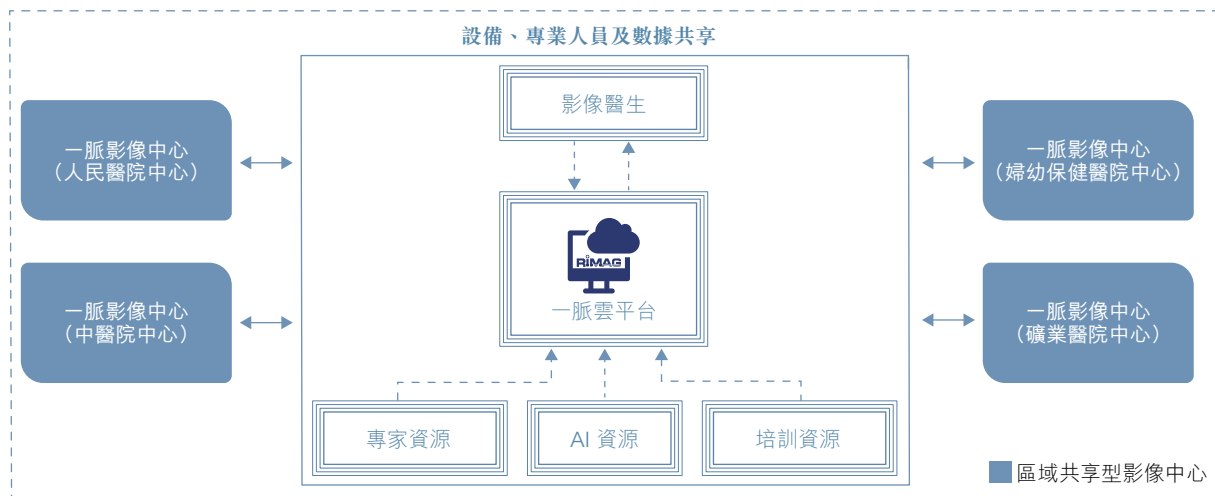 設備、專業人員及數據共享
影像醫生
一脈影像中心
（人民醫院中心）
一脈影像中心
（婦幼保健醫院中心）
RiMAG
一脈雲平台
一脈影像中心
（中醫院中心）
一脈影像中心
（礦業醫院中心）
專家資源
AI 資源
培訓資源
區域共享型影像中心